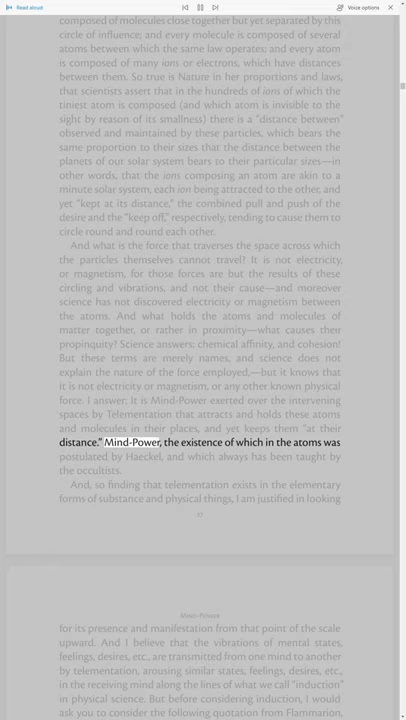 Read aloud
Voice options
composed of molecules close together but yet separated by this
circle of influence; and every molecule is composed of several
atoms between which the same law operates; and every atom
is composed of many ions or electrons, which have distances
between them. So true is Nature in her proportions and laws,
that scientists assert that in the hundreds of ions of which the
tiniest atom is composed (and which atom is invisible to the
sight by reason of its smallness) there is a “distance between”
observed and maintained by these particles, which bears the
same proportion to their sizes that the distance between the
planets of our solar system bears to their particular sizes—in
other words, that the ions composing an atom are akin to a
minute solar system, each ion being attracted to the other, and
yet “kept at its distance,” the combined pull and push of the
desire and the “keep off,” respectively, tending to cause them to
circle round and round each other.
And what is the force that traverses the space across which
the particles themselves cannot travel? It is not electricity,
or magnetism, for those forces are but the results of these
circling and vibrations, and not their cause—and moreover
science has not discovered electricity or magnetism between
the atoms. And what holds the atoms and molecules of
matter together, or rather in proximity—what causes their
propinquity? Science answers: chemical affinity, and cohesion!
But these terms are merely names, and science does not
explain the nature of the force employed,—but it knows that
it is not electricity or magnetism, or any other known physical
force. I answer: It is Mind-Power exerted over the intervening
spaces by Telementation that attracts and holds these atoms
and molecules in their places, and yet keeps them “at their
distance.” Mind-Power, the existence of which in the atoms was
postulated by Haeckel, and which always has been taught by
the occultists.
And, so finding that telementation exists in the elementary
forms of substance and physical things, I am justified in looking
Mind-Power
for its presence and manifestation from that point of the scale
upward. And I believe that the vibrations of mental states,
feelings, desires, etc., are transmitted from one mind to another
by telementation, arousing similar states, feelings, desires, etc.,
in the receiving mind along the lines of what we call “induction”
in physical science. But before considering induction, I would
ask you to consider the following quotation from Flammarion,